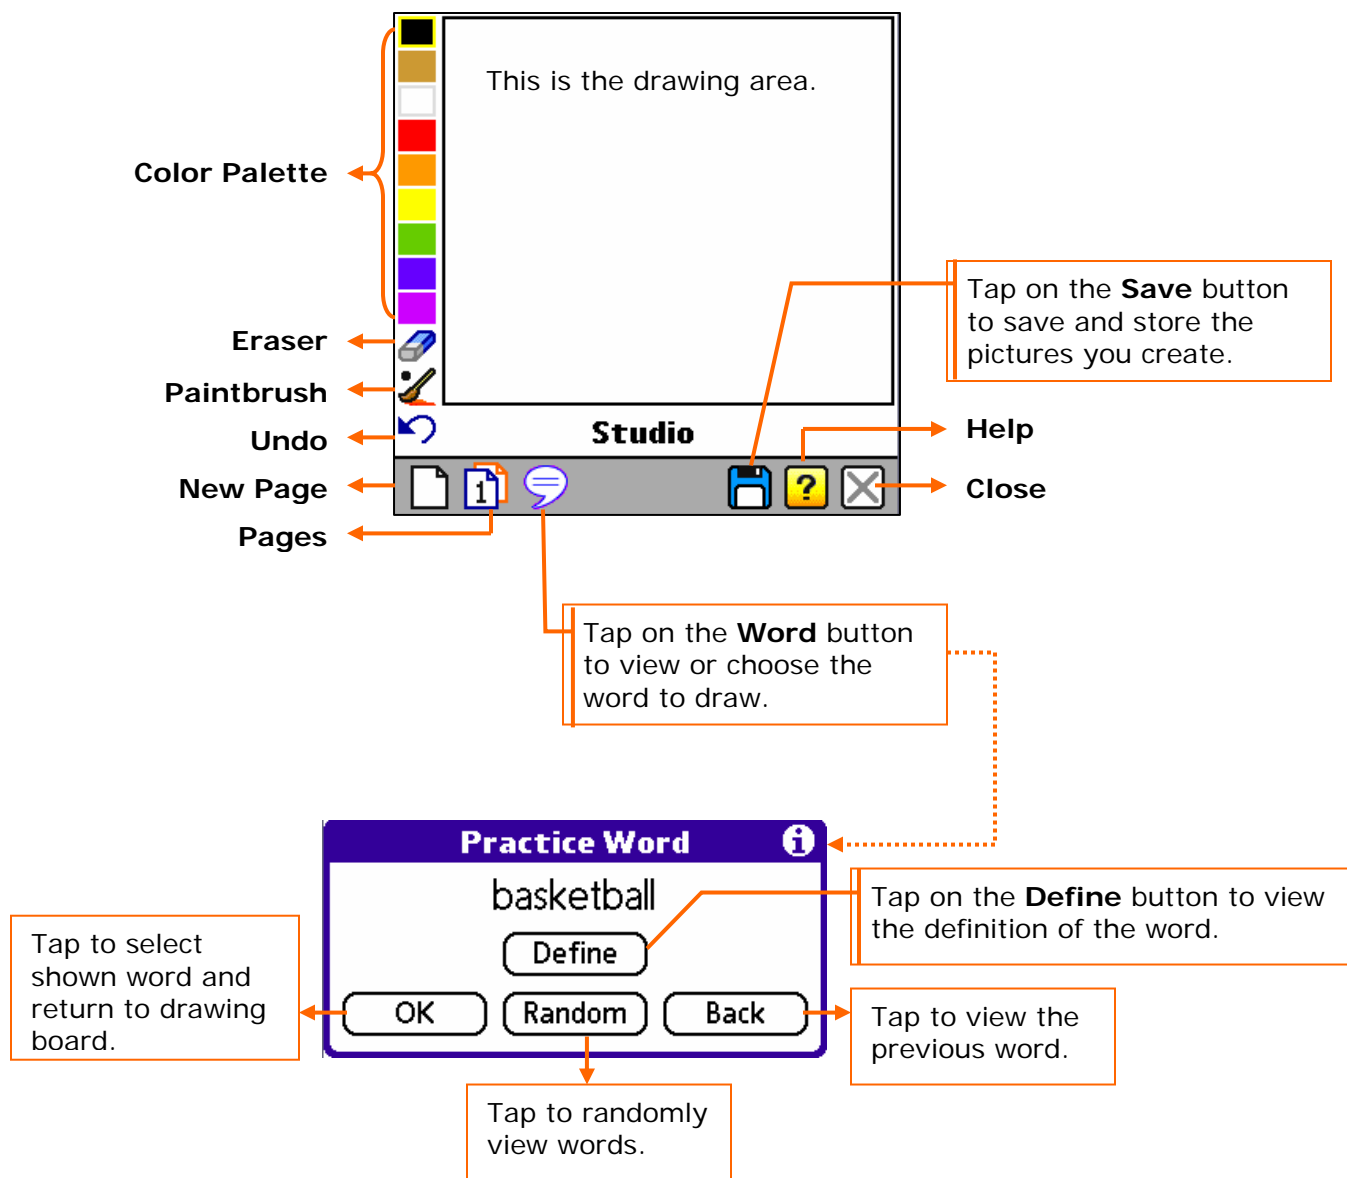 This is the drawing area.
Color Palette
Tap on the Save button
to save and store the
pictures you create.
Eraser
Paintbrush
Undo
Studio
Help
New Page
1
?
Close
Pages
Tap on the Word button
to view or choose the
word to draw.
Practice Word
i
basketball
Tap on the Define button to view
the definition of the word.
Define
Tap to select
shown word and
return to drawing
board.
OK
Random
Back
Tap to view the
previous word.
Tap to randomly
view words.